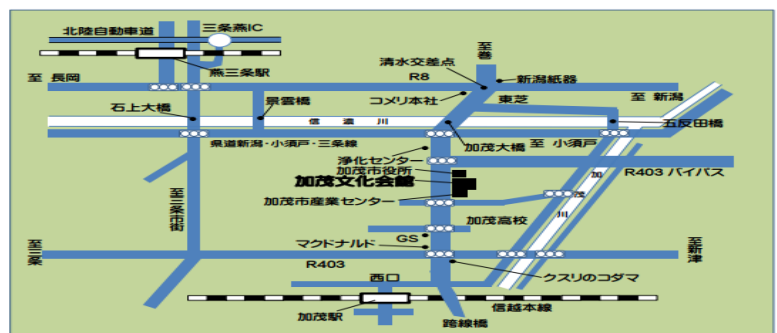 北陸自動車道
三条燕IC
燕三条駅
至 長岡
石上大橋
景雲橋
至巻
清水交差点
R8
新潟紙器
コメリ本社
東芝
至 新潟
信濃川
五反田橋
県道新潟・小須戸・三条線
加茂大橋
至 小須戸
浄化センター
加茂市役所
加茂文化会館
加茂市産業センター
R403 バイパス
加茂川
加茂高校
至三条市街
至三条
マクドナルド
GS
R403
至新津
クスリのコダマ
西口
加茂駅
信越本線
跨線橋